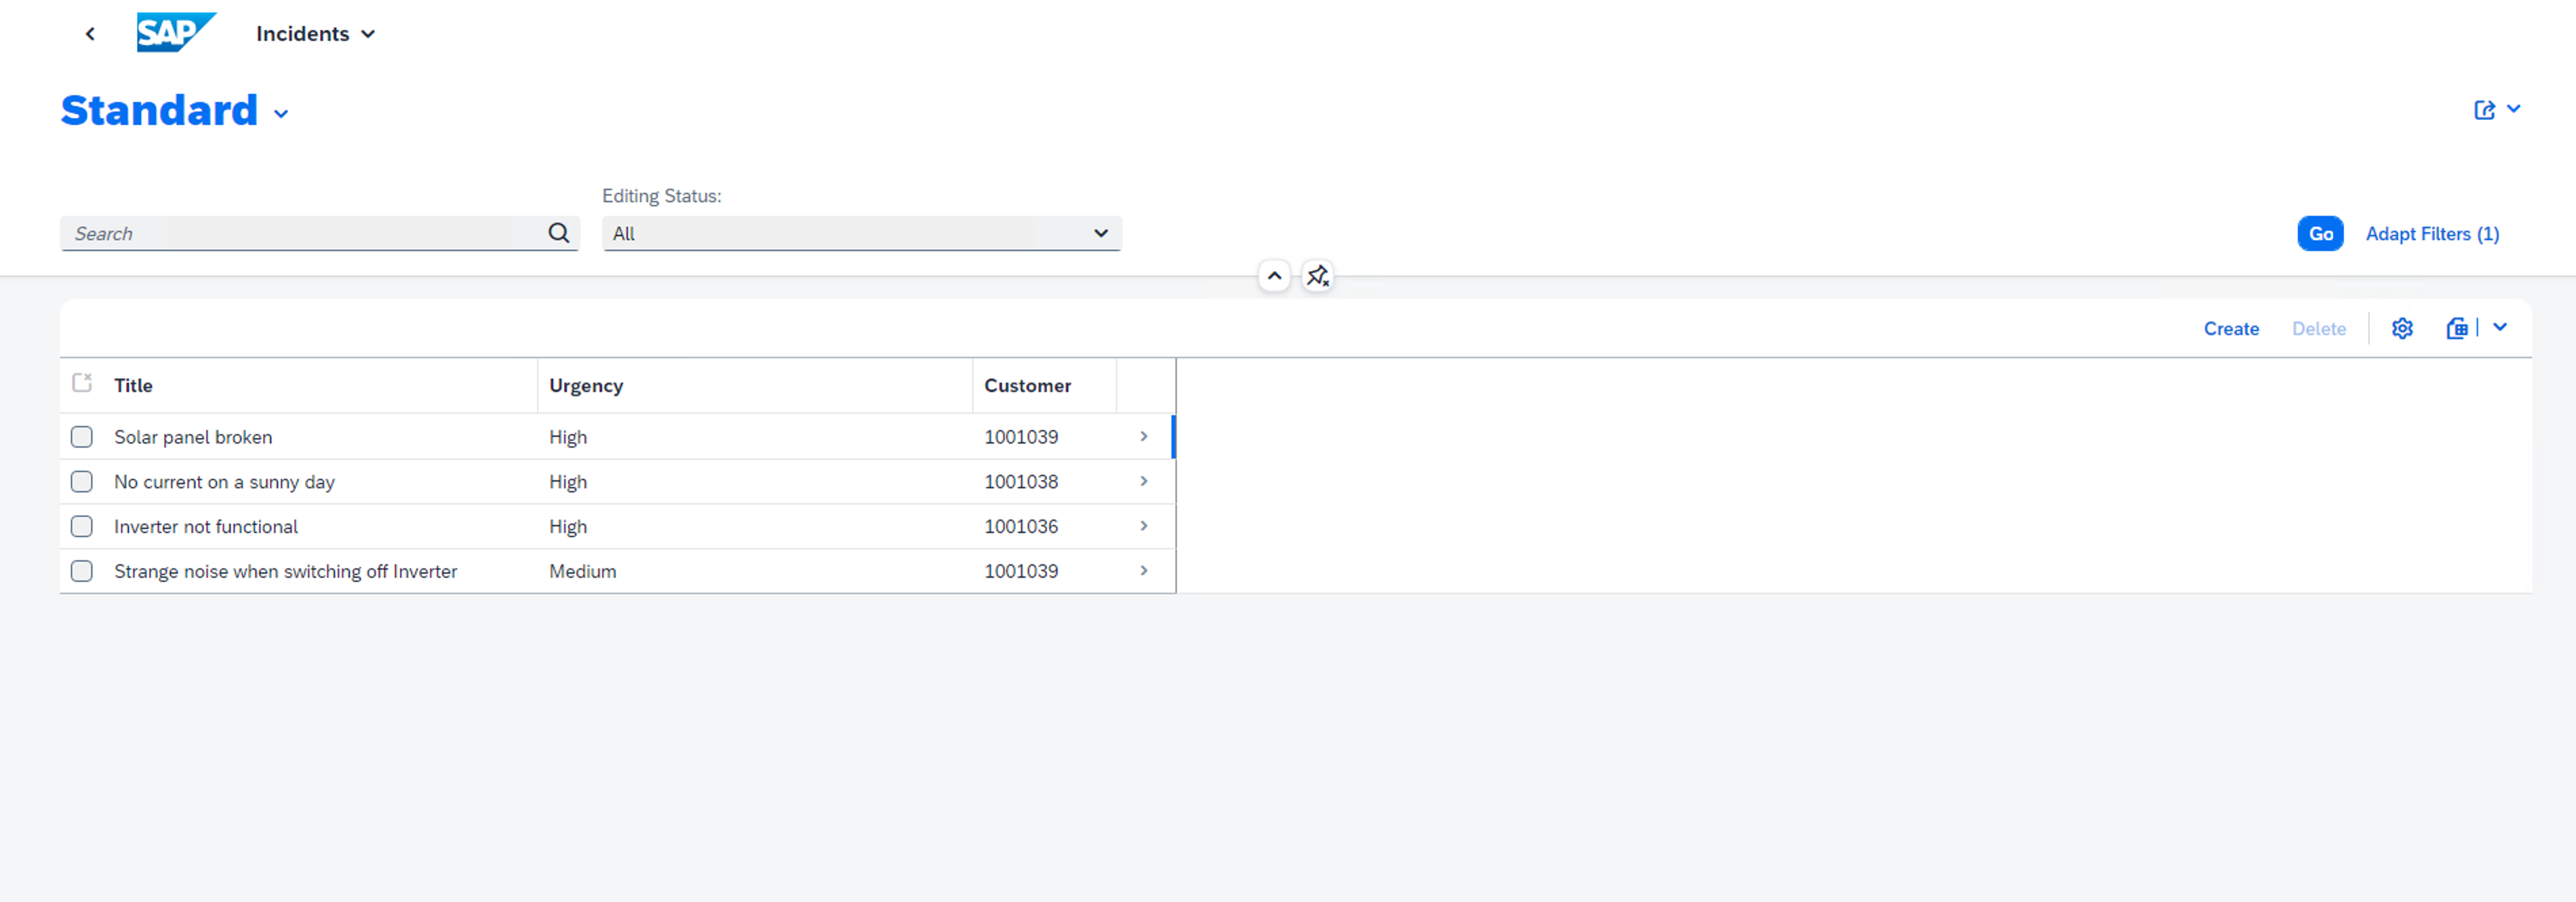 SAP Incidents
Standard
Editing Status:
Search All Go Adapt Filters (1)
Create Delete
Title Urgency Customer
Solar panel broken High 1001039
No current on a sunny day High 1001038
Inverter not functional High 1001036
Strange noise when switching off Inverter Medium 1001039